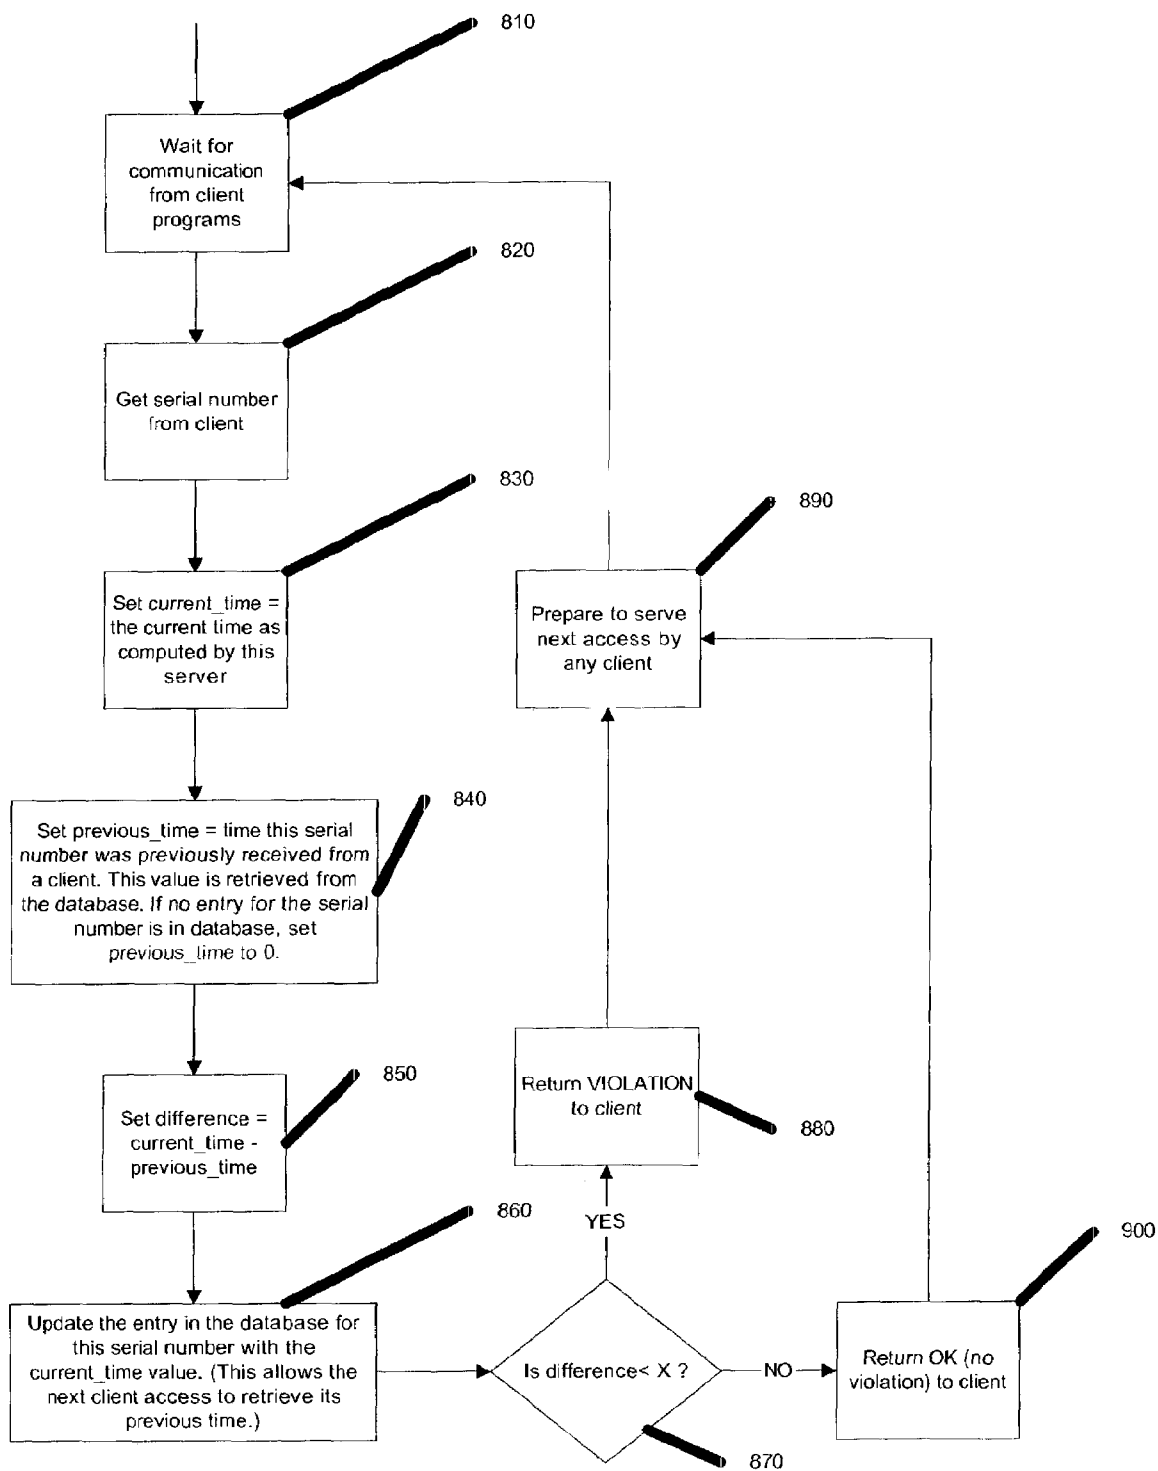 810
Wait for
communication
from client
programs
820
Get serial number
from client
830
Set current_time =
the current time as
computed by this
server
890
Prepare to serve
next access by
any client
840
Set previous_time = time this serial
number was previously received from
a client. This value is retrieved from
the database. If no entry for the serial
number is in database, set
previous_time to 0.
850
Set difference =
current_time -
previous_time
Return VIOLATION
to client
880
860
YES
900
Update the entry in the database for
this serial number with the
current_time value. (This allows the
next client access to retrieve its
previous time.)
Is difference< X ?
NO
Return OK (no
violation) to client
870